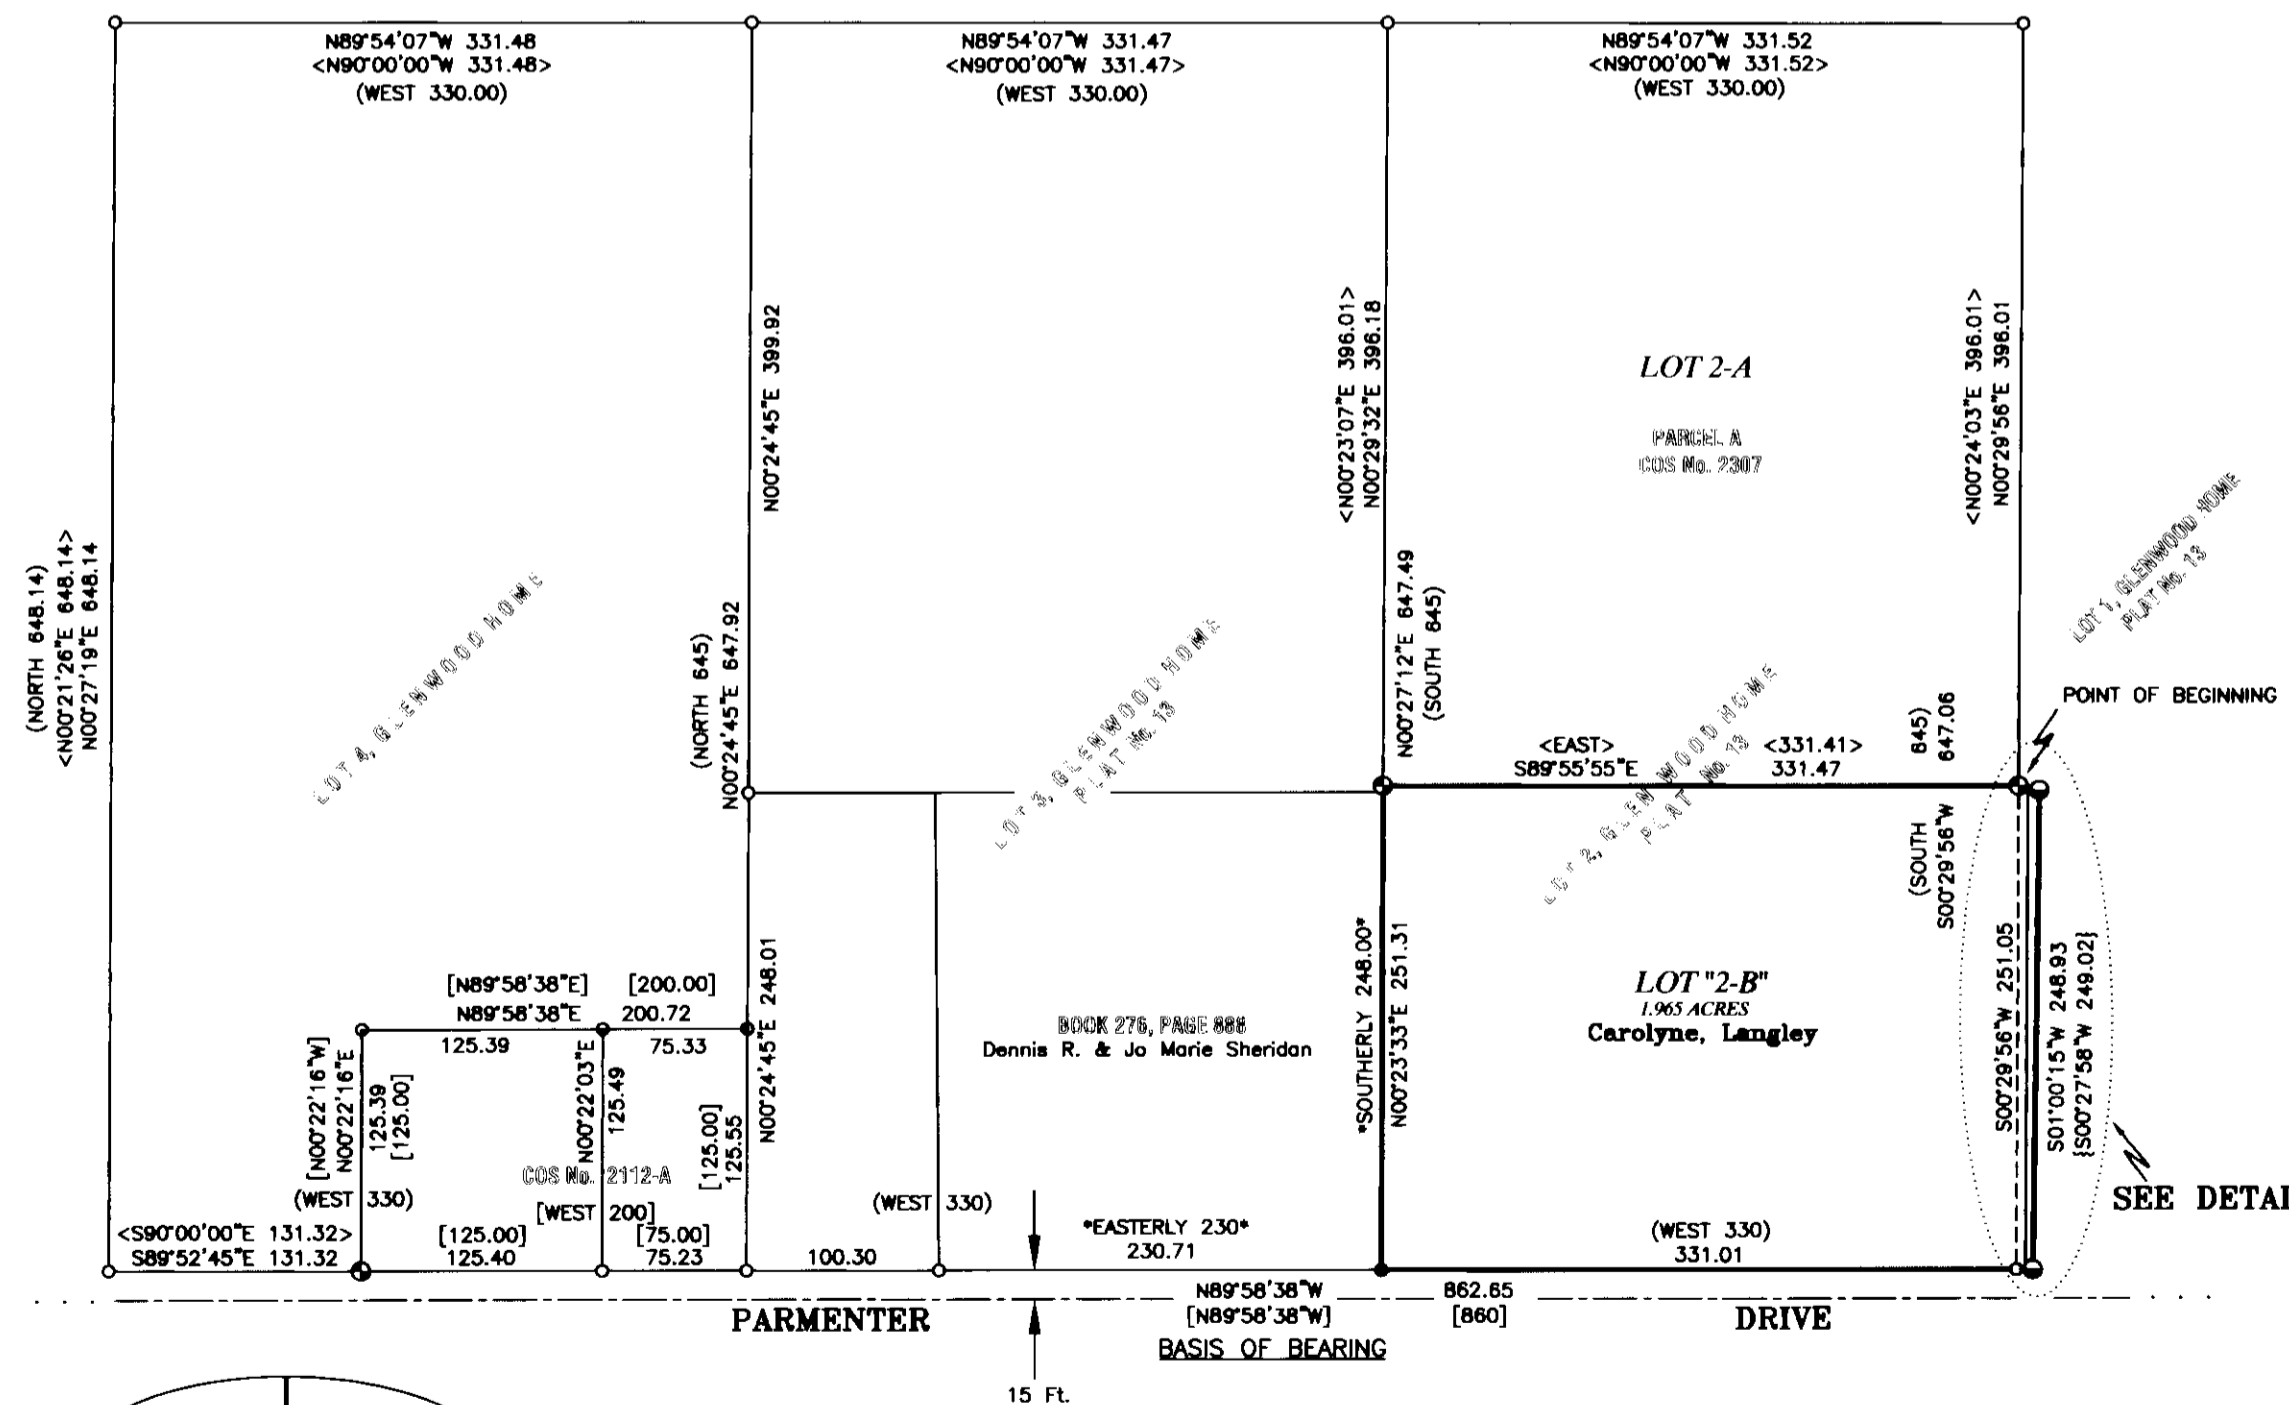 N89°54'07"W 331.48
<N90°00'00"W 331.48>
(WEST 330.00)
N89°54'07"W 331.47
<N90°00'00"W 331.47>
(WEST 330.00)
N89°54'07"W 331.52
<N90°00'00"W 331.52>
(WEST 330.00)
(NORTH 648.14)
<N00°21'26"E 648.14>
N00°27'19"E 648.14
LOT 4, GLENWOOD HOME
N00°24'45"E 399.92
(NORTH 645)
N00°24'45"E 647.92
LOT 3, GLENWOOD HOME
PLAT No. 13
<N00°23'07"E 396.01>
N00°29'32"E 396.18
N00°27'12"E 647.49
(SOUTH 645)
LOT 2-A
PARCEL A
COS No. 2307
<N00°24'03"E 396.01>
N00°29'56"E 396.01
LOT 1, GLENWOOD HOME
PLAT No. 13
POINT OF BEGINNING
<EAST> <331.41>
S89°55'55"E 331.47
LOT 2, GLENWOOD HOME
PLAT No. 13
(SOUTH 645)
S00°29'56"W 647.06
[N89°58'38"E] [200.00]
N89°58'38"E 200.72
125.39 75.33
[N00°22'16"W]
N00°22'16"E
125.39
[125.00]
N00°22'03"E
125.49
COS No. 2112-A
[125.00]
125.55
N00°24'45"E 248.01
BOOK 276, PAGE 888
Dennis R. & Jo Marie Sheridan
*SOUTHERLY 248.00*
N00°23'33"E 251.31
LOT "2-B"
1.965 ACRES
Carolyne, Langley
S00°29'56"W 251.05
S01°00'15"W 248.93
{S00°27'58"W 249.02}
SEE DETAI
(WEST 330)
[WEST 200]
(WEST 330)
<S90°00'00"E 131.32>
S89°52'45"E 131.32
[125.00]
125.40
[75.00]
75.23
100.30
*EASTERLY 230*
230.71
(WEST 330)
331.01
N89°58'38"W 862.65
[N89°58'38"W] [860]
PARMENTER DRIVE
BASIS OF BEARING
15 Ft.